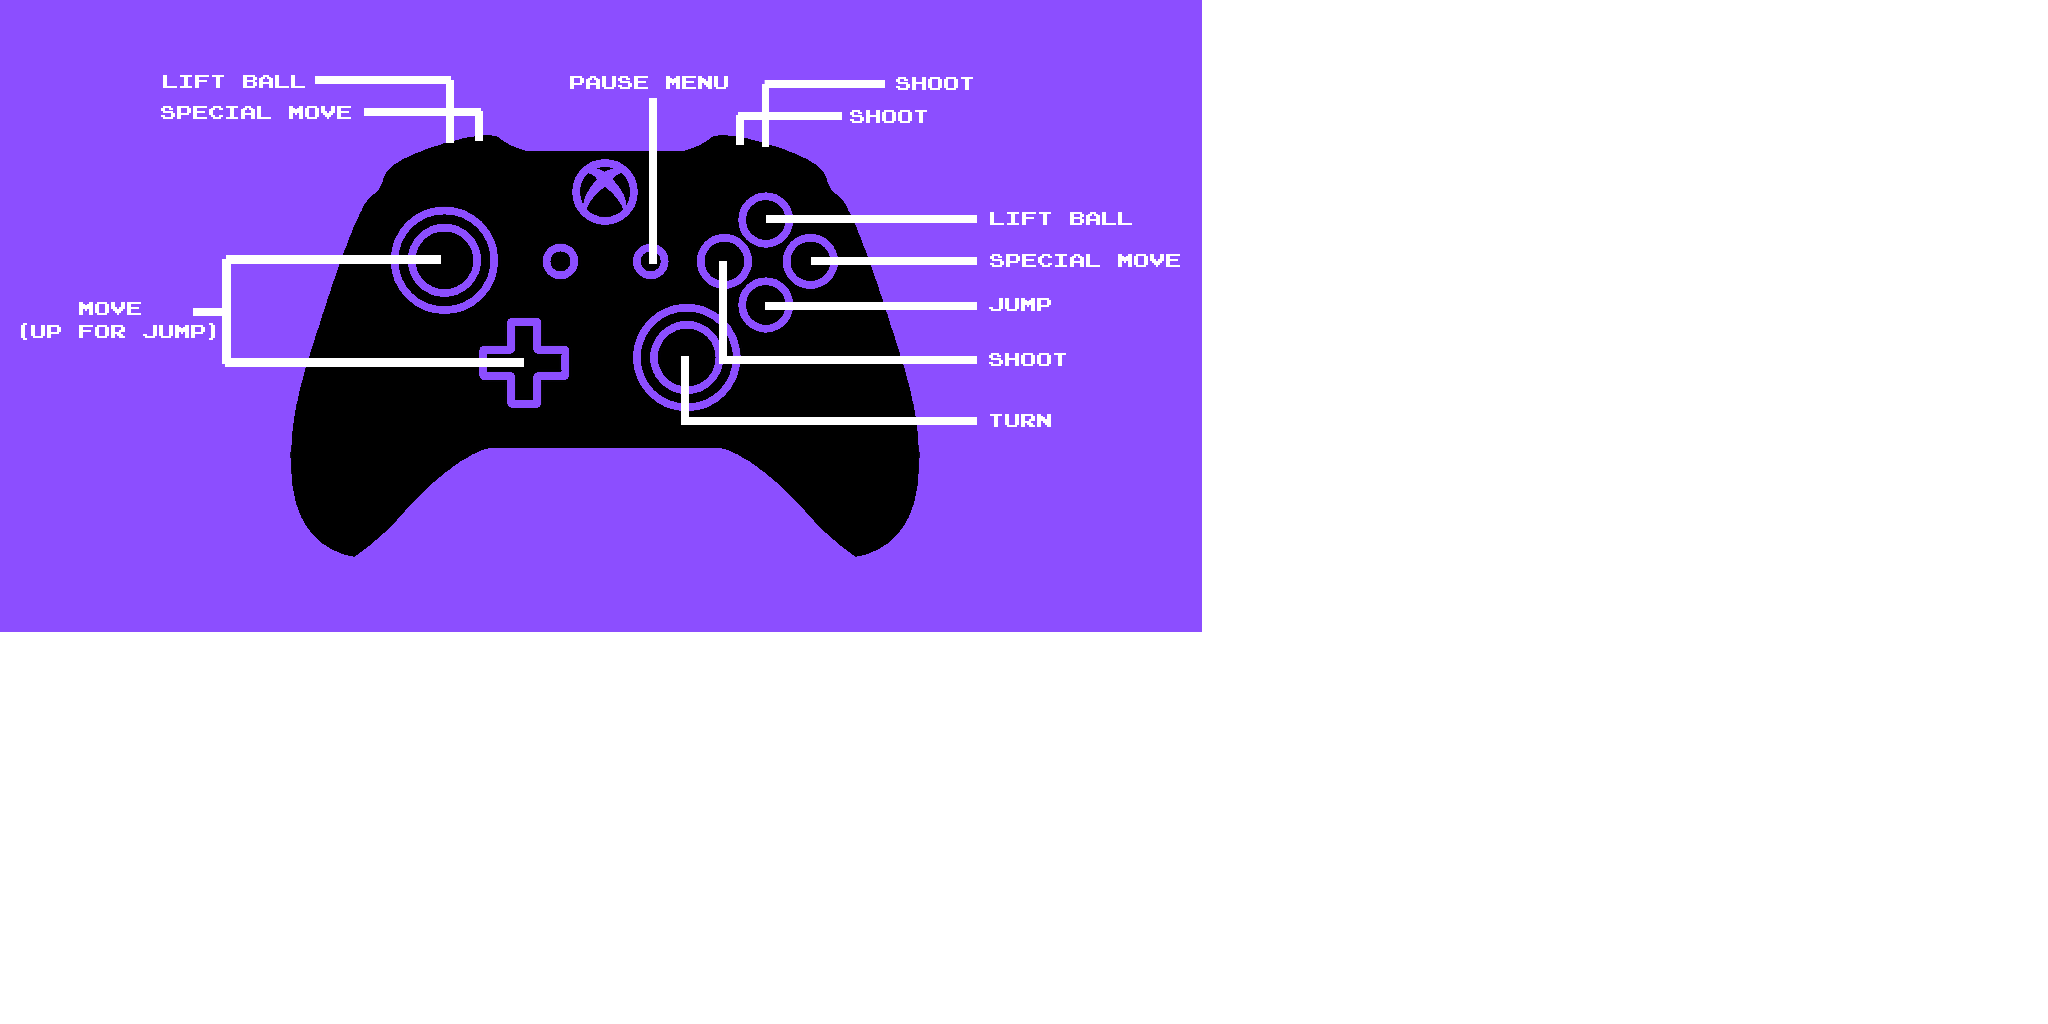 LIFT BALL
SPECIAL MOVE
PAUSE MENU
SHOOT
SHOOT
LIFT BALL
SPECIAL MOVE
JUMP
SHOOT
TURN
MOVE
(UP FOR JUMP)